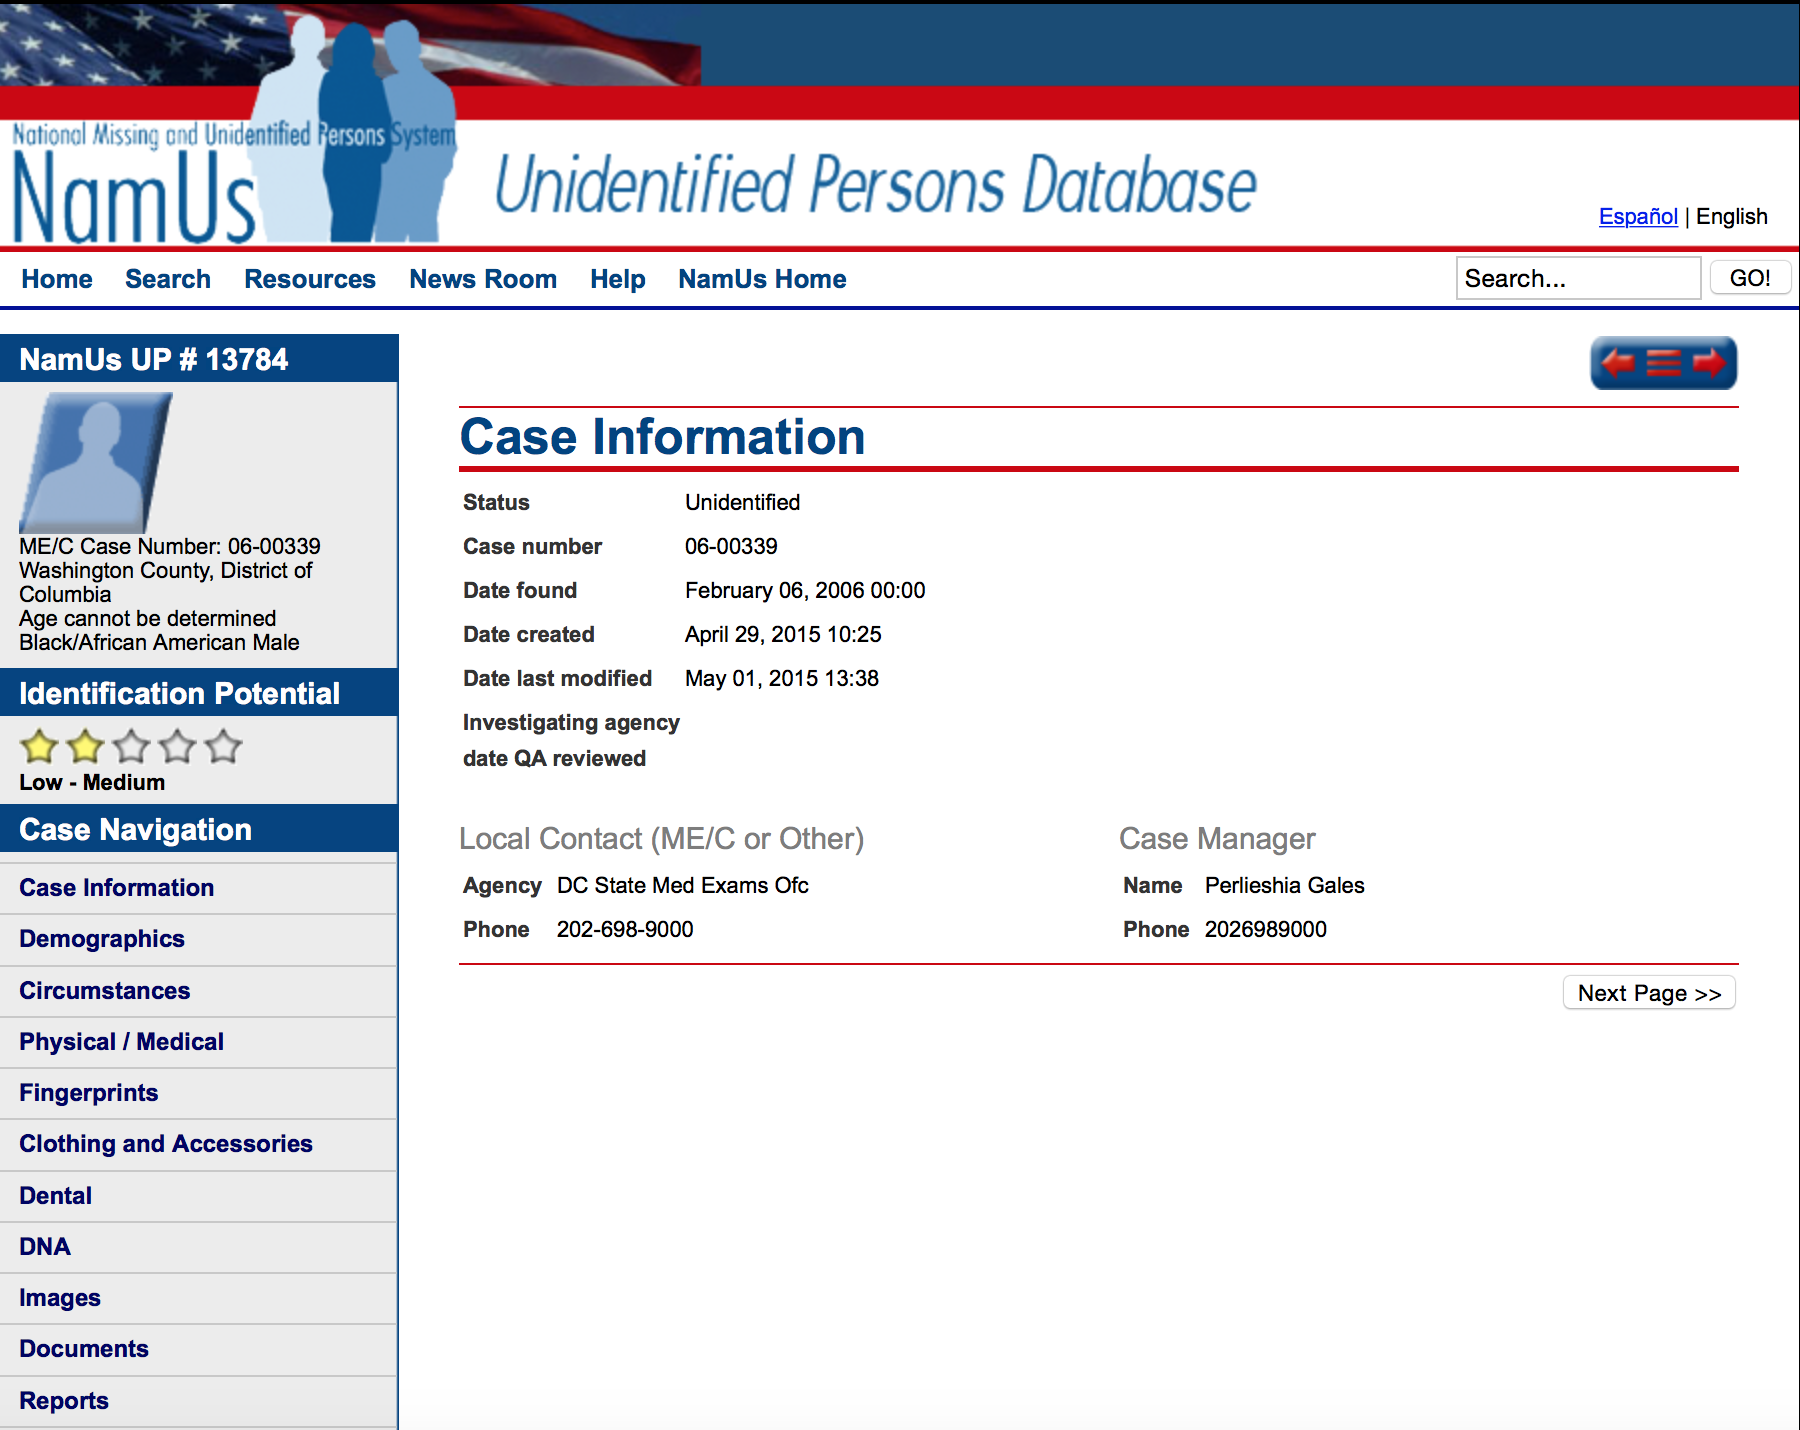 National Missing and Unidentified Persons System
NamUs
Unidentified Persons Database
Español | English
Home Search Resources News Room Help NamUs Home
Search... GO!
NamUs UP # 13784
ME/C Case Number: 06-00339
Washington County, District of
Columbia
Age cannot be determined
Black/African American Male
Identification Potential
Low - Medium
Case Navigation
Case Information
Demographics
Circumstances
Physical / Medical
Fingerprints
Clothing and Accessories
Dental
DNA
Images
Documents
Reports
Case Information
Status Unidentified
Case number 06-00339
Date found February 06, 2006 00:00
Date created April 29, 2015 10:25
Date last modified May 01, 2015 13:38
Investigating agency
date QA reviewed
Local Contact (ME/C or Other)
Agency DC State Med Exams Ofc
Phone 202-698-9000
Case Manager
Name Perlieshia Gales
Phone 2026989000
Next Page >>